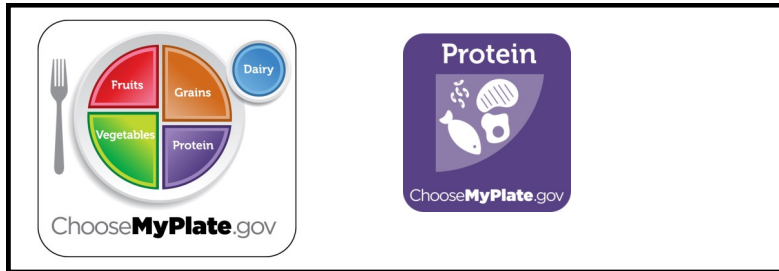 Fruits
Grains
Dairy
Vegetables
Protein
ChooseMyPlate.gov
Protein
ChooseMyPlate.gov